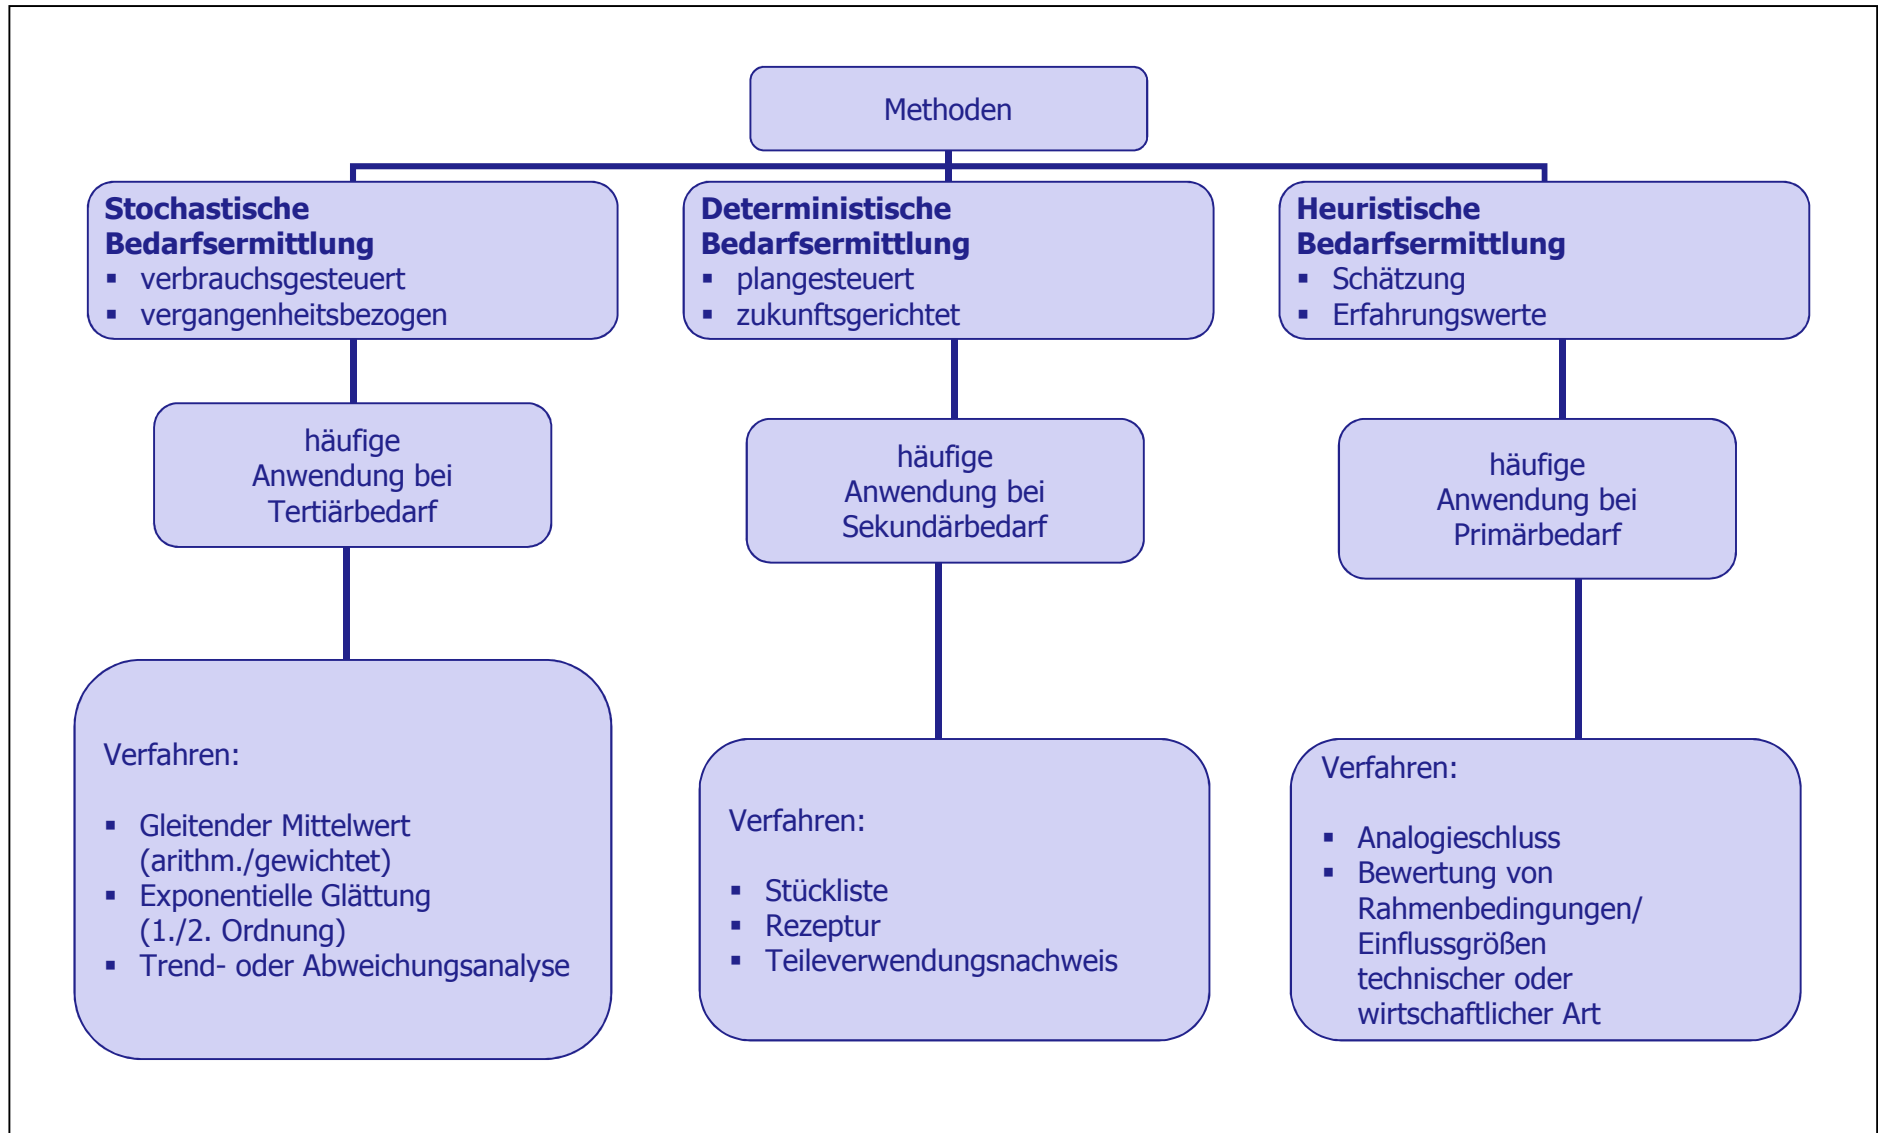 Methoden
Stochastische
Bedarfsermittlung
▪ verbrauchsgesteuert
▪ vergangenheitsbezogen
häufige
Anwendung bei
Tertiärbedarf
Verfahren:
▪ Gleitender Mittelwert
(arithm./gewichtet)
▪ Exponentielle Glättung
(1./2. Ordnung)
▪ Trend- oder Abweichungsanalyse
Deterministische
Bedarfsermittlung
▪ plangesteuert
▪ zukunftsgerichtet
häufige
Anwendung bei
Sekundärbedarf
Verfahren:
▪ Stückliste
▪ Rezeptur
▪ Teileverwendungsnachweis
Heuristische
Bedarfsermittlung
▪ Schätzung
▪ Erfahrungswerte
häufige
Anwendung bei
Primärbedarf
Verfahren:
▪ Analogieschluss
▪ Bewertung von
Rahmenbedingungen/
Einflussgrößen
technischer oder
wirtschaftlicher Art